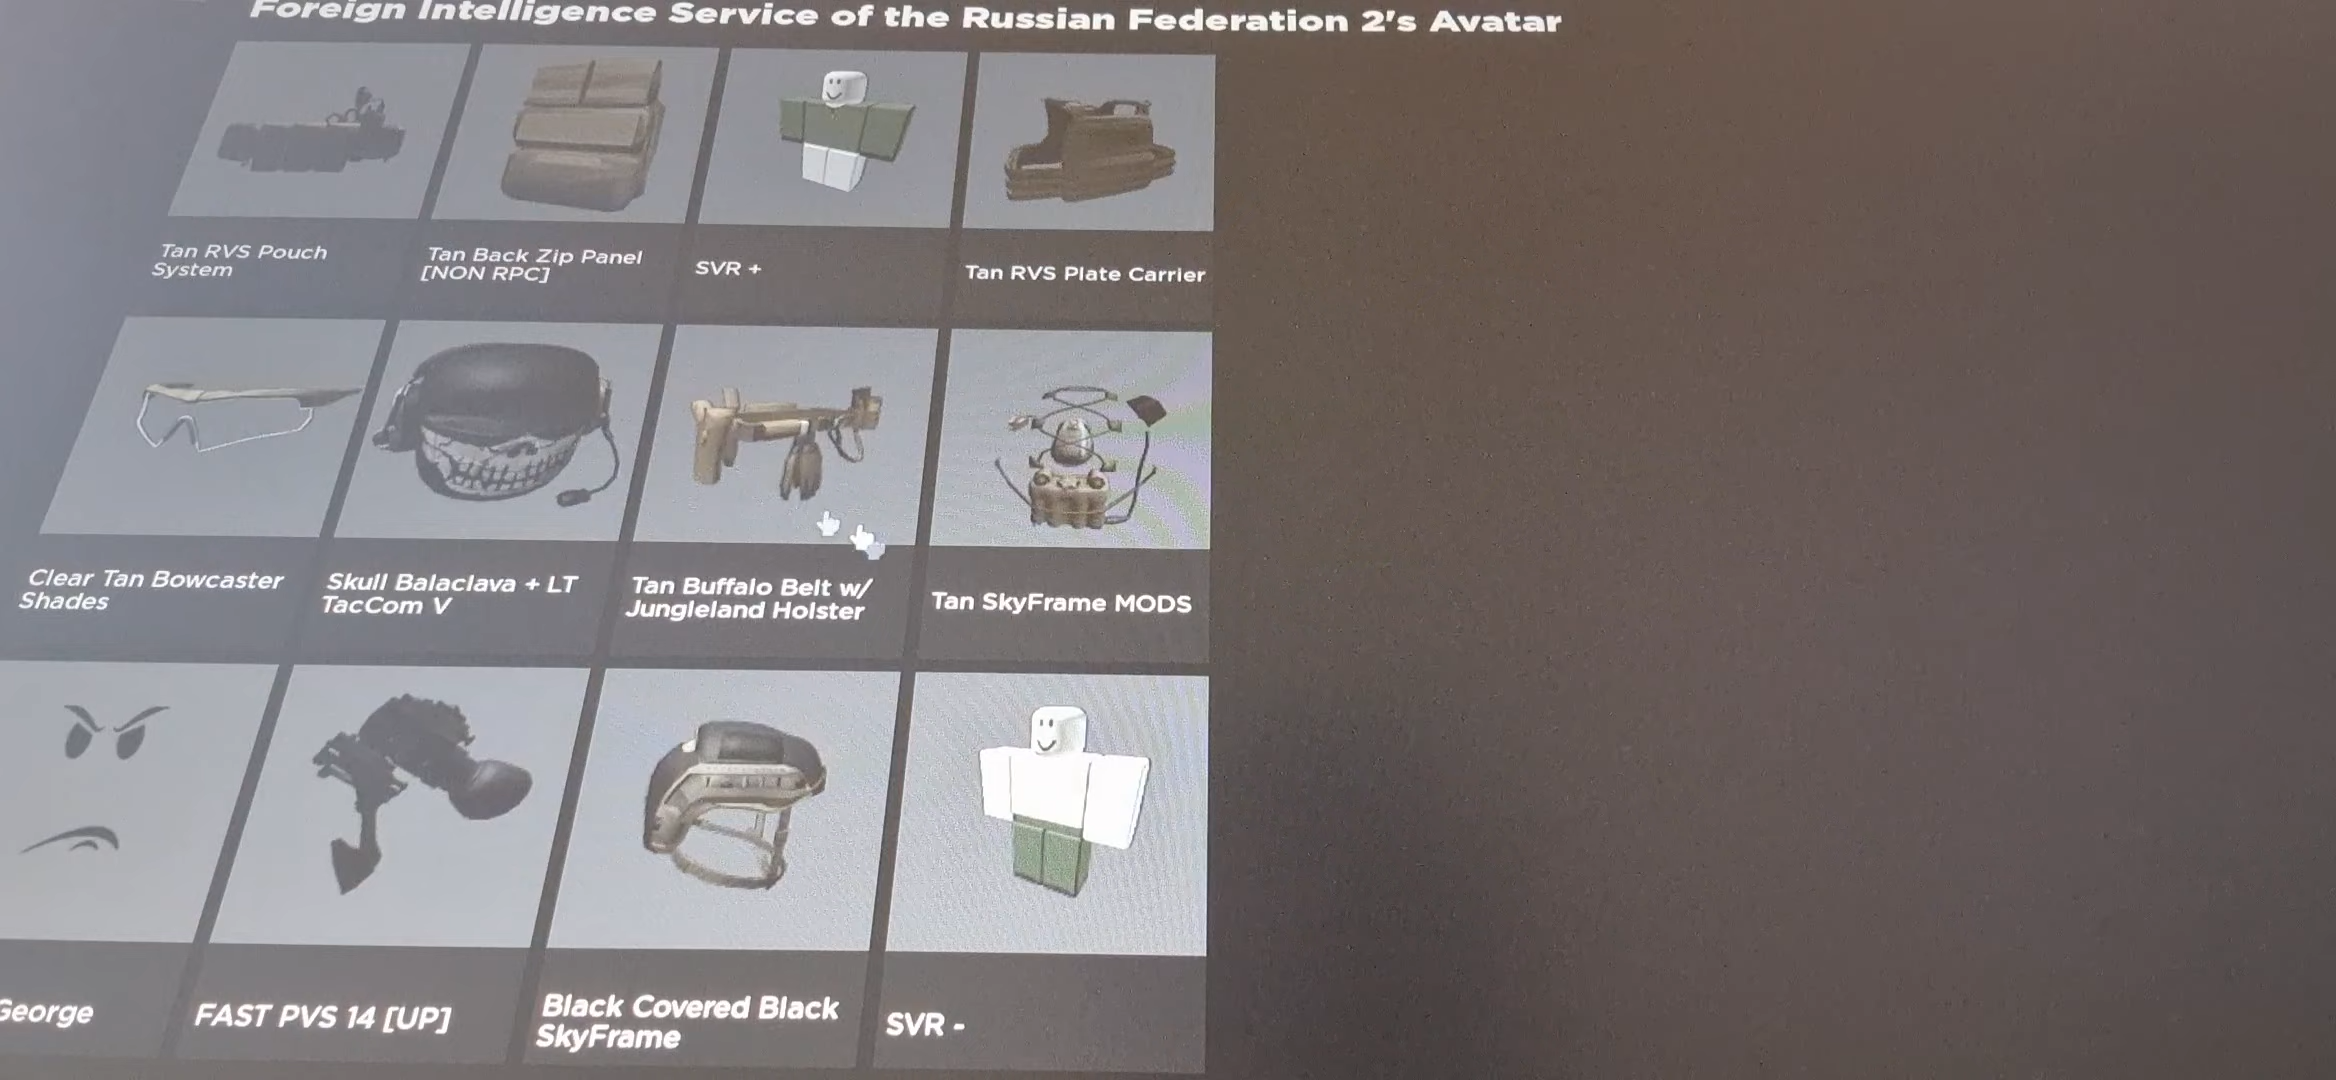 Foreign Intelligence Service of the Russian Federation 2's Avatar
Tan RVS Pouch
System
Tan Back Zip Panel
[NON RPC]
SVR +
Tan RVS Plate Carrier
Clear Tan Bowcaster
Shades
Skull Balaclava + LT
TacCom V
Tan Buffalo Belt w/
Jungleland Holster
Tan SkyFrame MODS
George
FAST PVS 14 [UP]
Black Covered Black
SkyFrame
SVR -